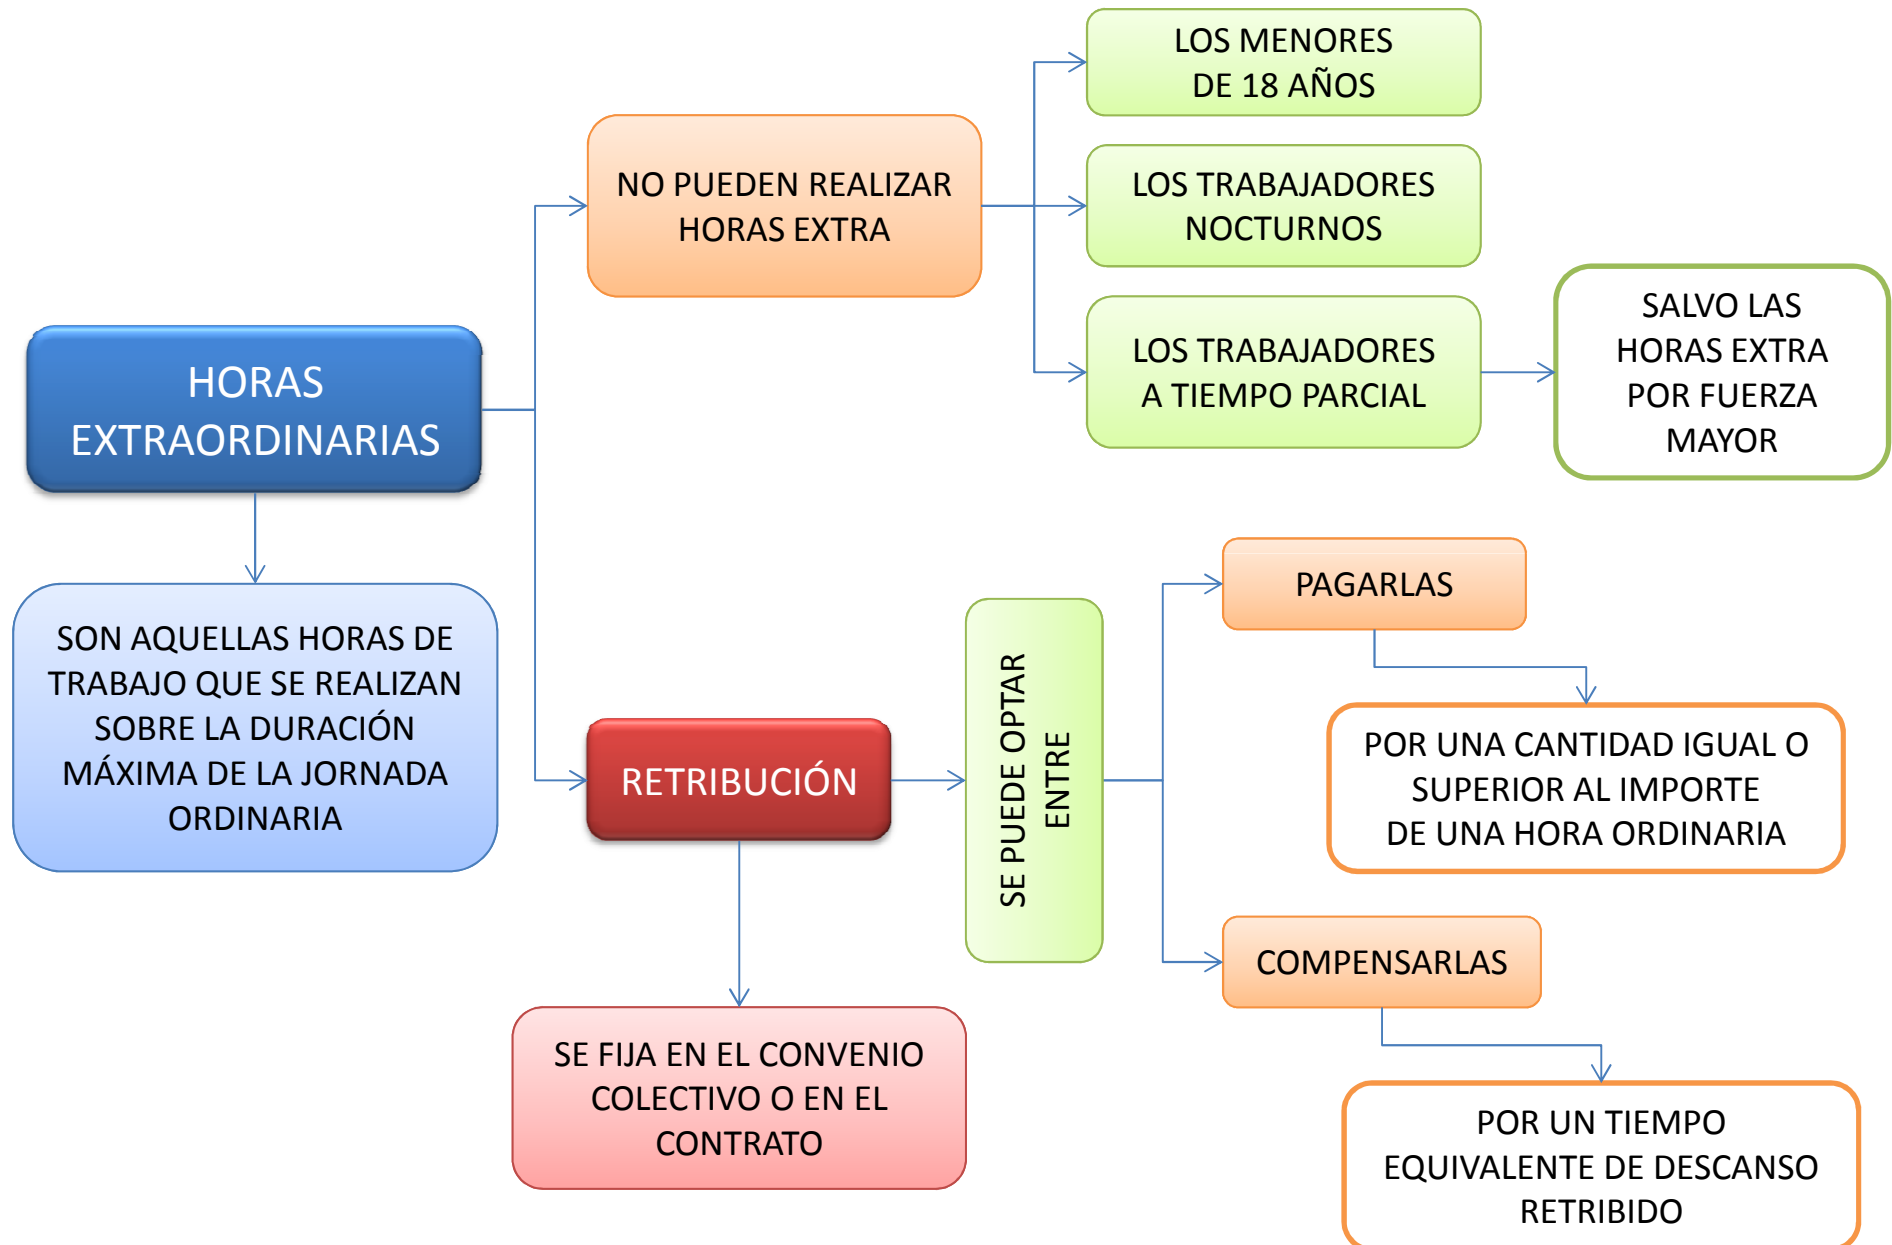 HORAS
EXTRAORDINARIAS
SON AQUELLAS HORAS DE
TRABAJO QUE SE REALIZAN
SOBRE LA DURACIÓN
MÁXIMA DE LA JORNADA
ORDINARIA
NO PUEDEN REALIZAR
HORAS EXTRA
LOS MENORES
DE 18 AÑOS
LOS TRABAJADORES
NOCTURNOS
LOS TRABAJADORES
A TIEMPO PARCIAL
SALVO LAS
HORAS EXTRA
POR FUERZA
MAYOR
RETRIBUCIÓN
SE FIJA EN EL CONVENIO
COLECTIVO O EN EL
CONTRATO
SE PUEDE OPTAR
ENTRE
PAGARLAS
POR UNA CANTIDAD IGUAL O
SUPERIOR AL IMPORTE
DE UNA HORA ORDINARIA
COMPENSARLAS
POR UN TIEMPO
EQUIVALENTE DE DESCANSO
RETRIBIDO